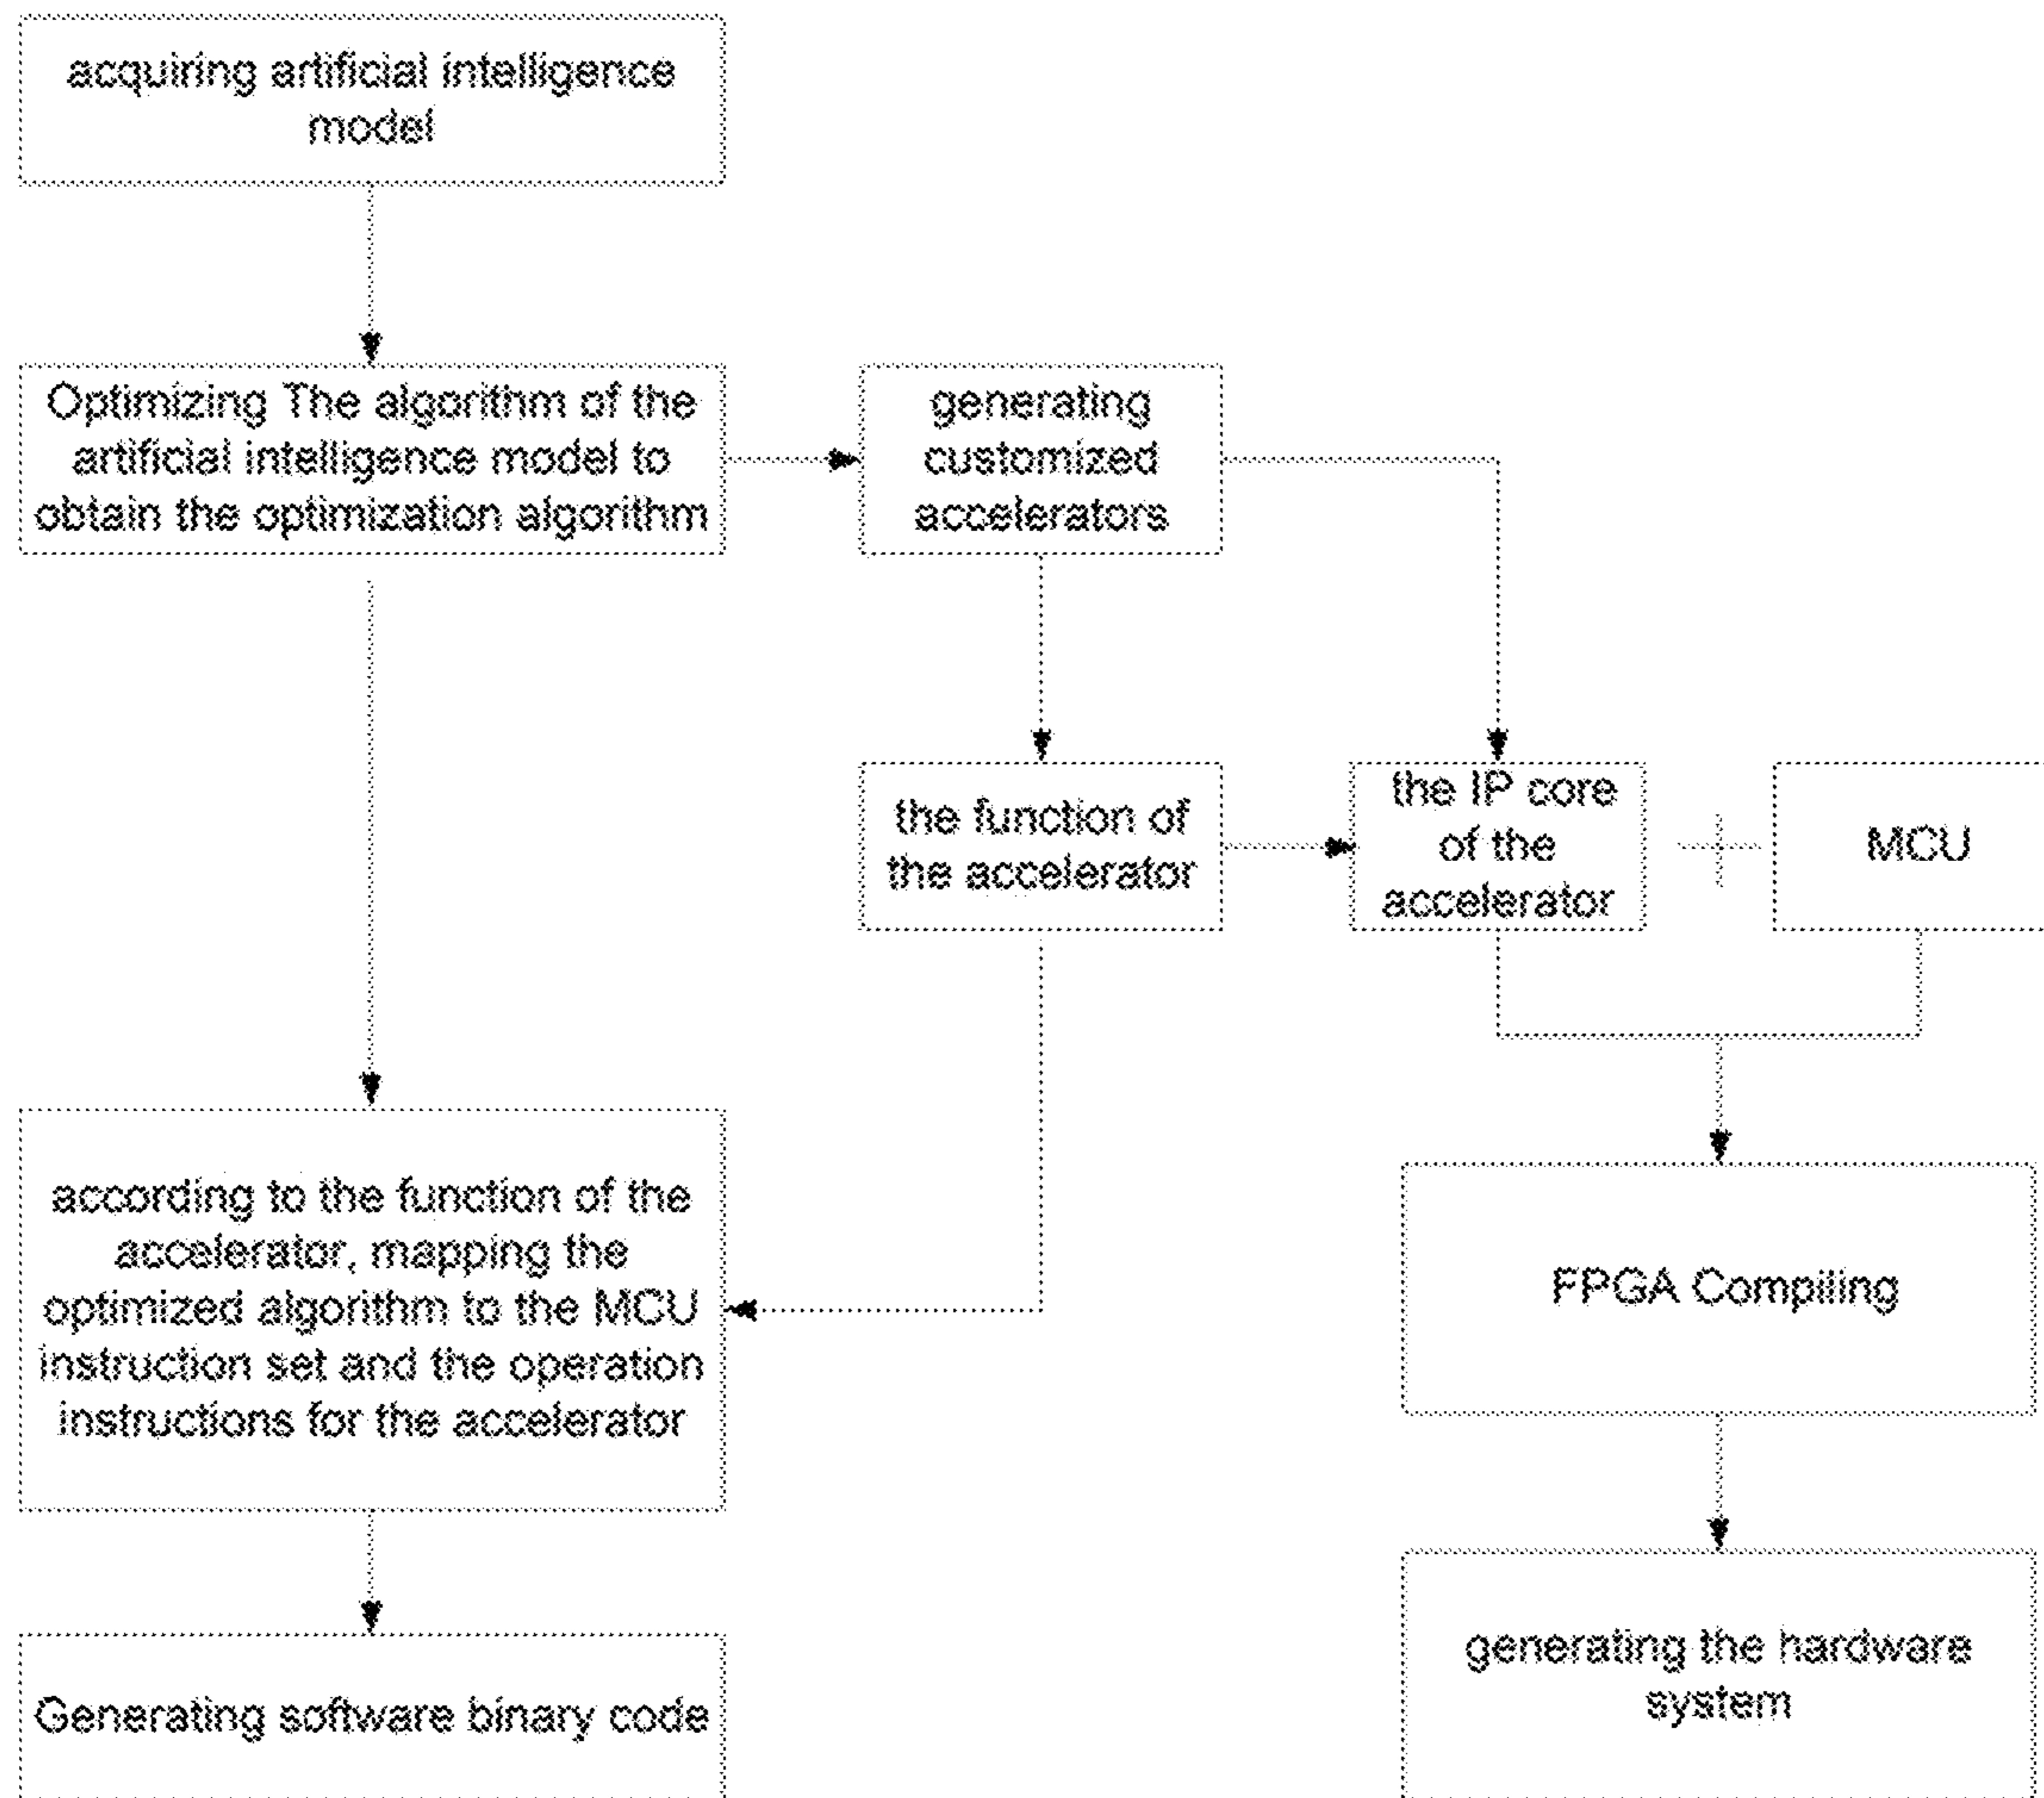 acquiring artificial intelligence
model
Optimizing The algorithm of the
artificial intelligence model to
obtain the optimization algorithm
generating
customized
accelerators
the function of
the accelerator
the IP core
of the
accelerator
MCU
according to the function of the
accelerator, mapping the
optimized algorithm to the MCU
instruction set and the operation
instructions for the accelerator
FPGA Compiling
Generating software binary code
generating the hardware
system